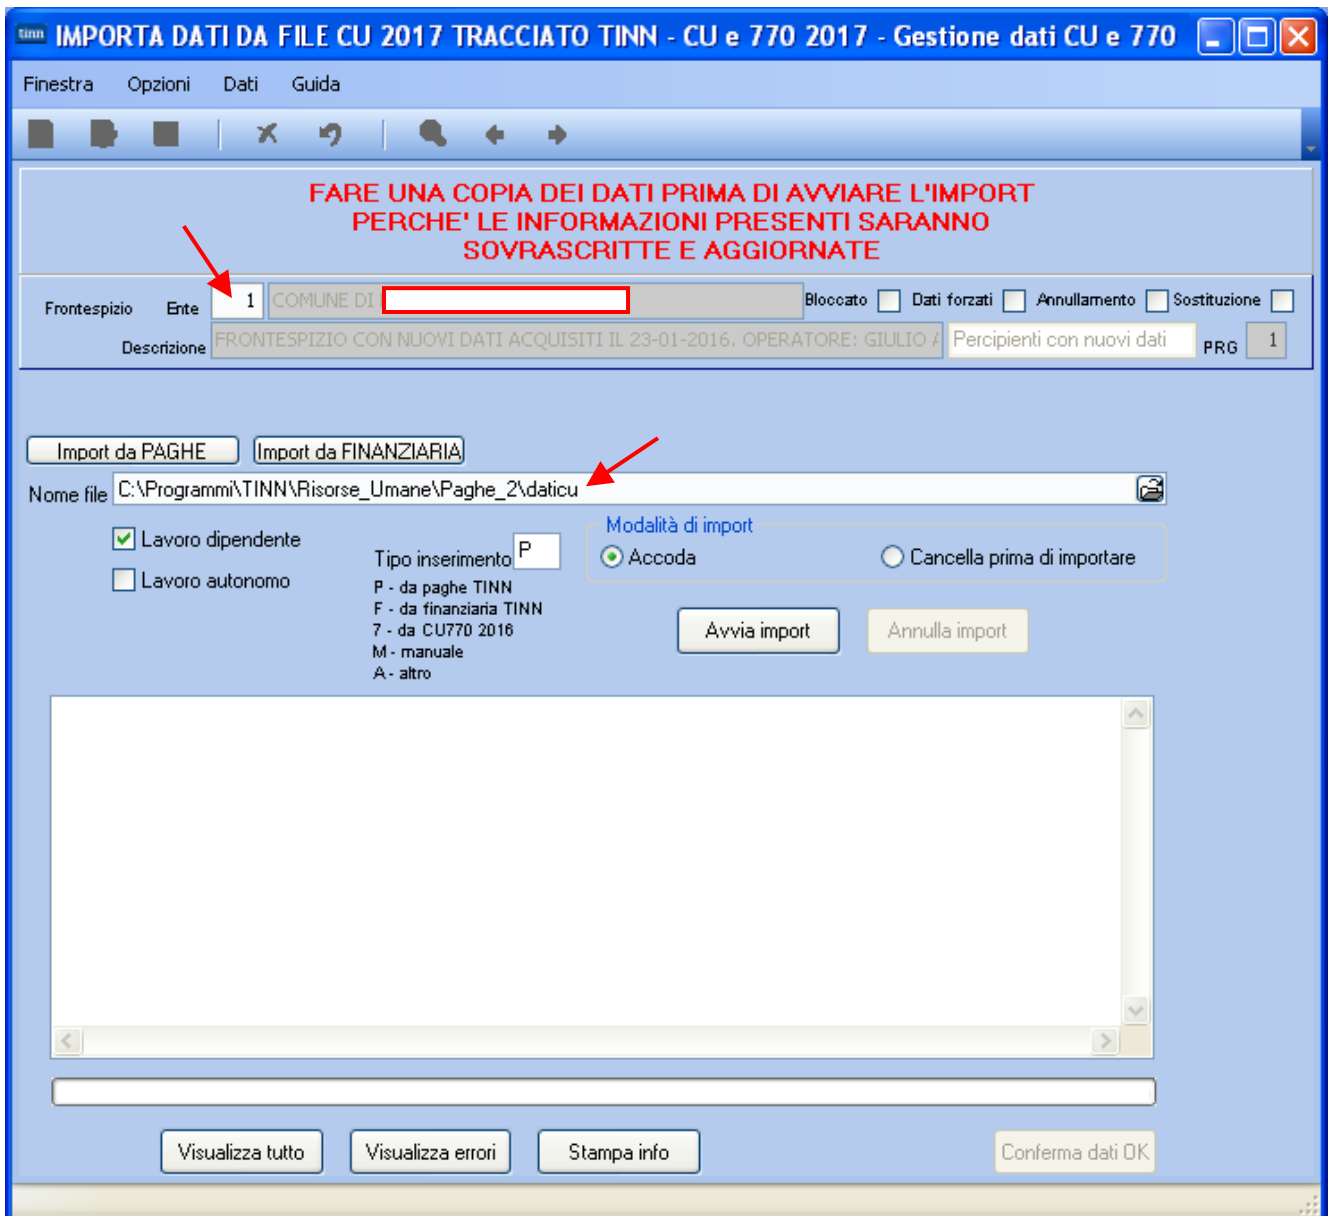 tinn IMPORTA DATI DA FILE CU 2017 TRACCIATO TINN - CU e 770 2017 - Gestione dati CU e 770
Finestra Opzioni Dati Guida
FARE UNA COPIA DEI DATI PRIMA DI AVVIARE L'IMPORT
PERCHE' LE INFORMAZIONI PRESENTI SARANNO
SOVRASCRITTE E AGGIORNATE
Frontespizio Ente 1 COMUNE DI Bloccato Dati forzati Annullamento Sostituzione
Descrizione FRONTESPIZIO CON NUOVI DATI ACQUISITI IL 23-01-2016. OPERATORE: GIULIO Percipienti con nuovi dati PRG 1
Import da PAGHE Import da FINANZIARIA
Nome file C:\Programmi\TINN\Risorse_Umane\Paghe_2\daticu
Modalità di import
Lavoro dipendente Tipo inserimento P Accoda Cancella prima di importare
Lavoro autonomo
P - da paghe TINN
F - da finanziaria TINN
7 - da CU770 2016
M - manuale
A - altro
Avvia import Annulla import
Visualizza tutto Visualizza errori Stampa info Conferma dati OK